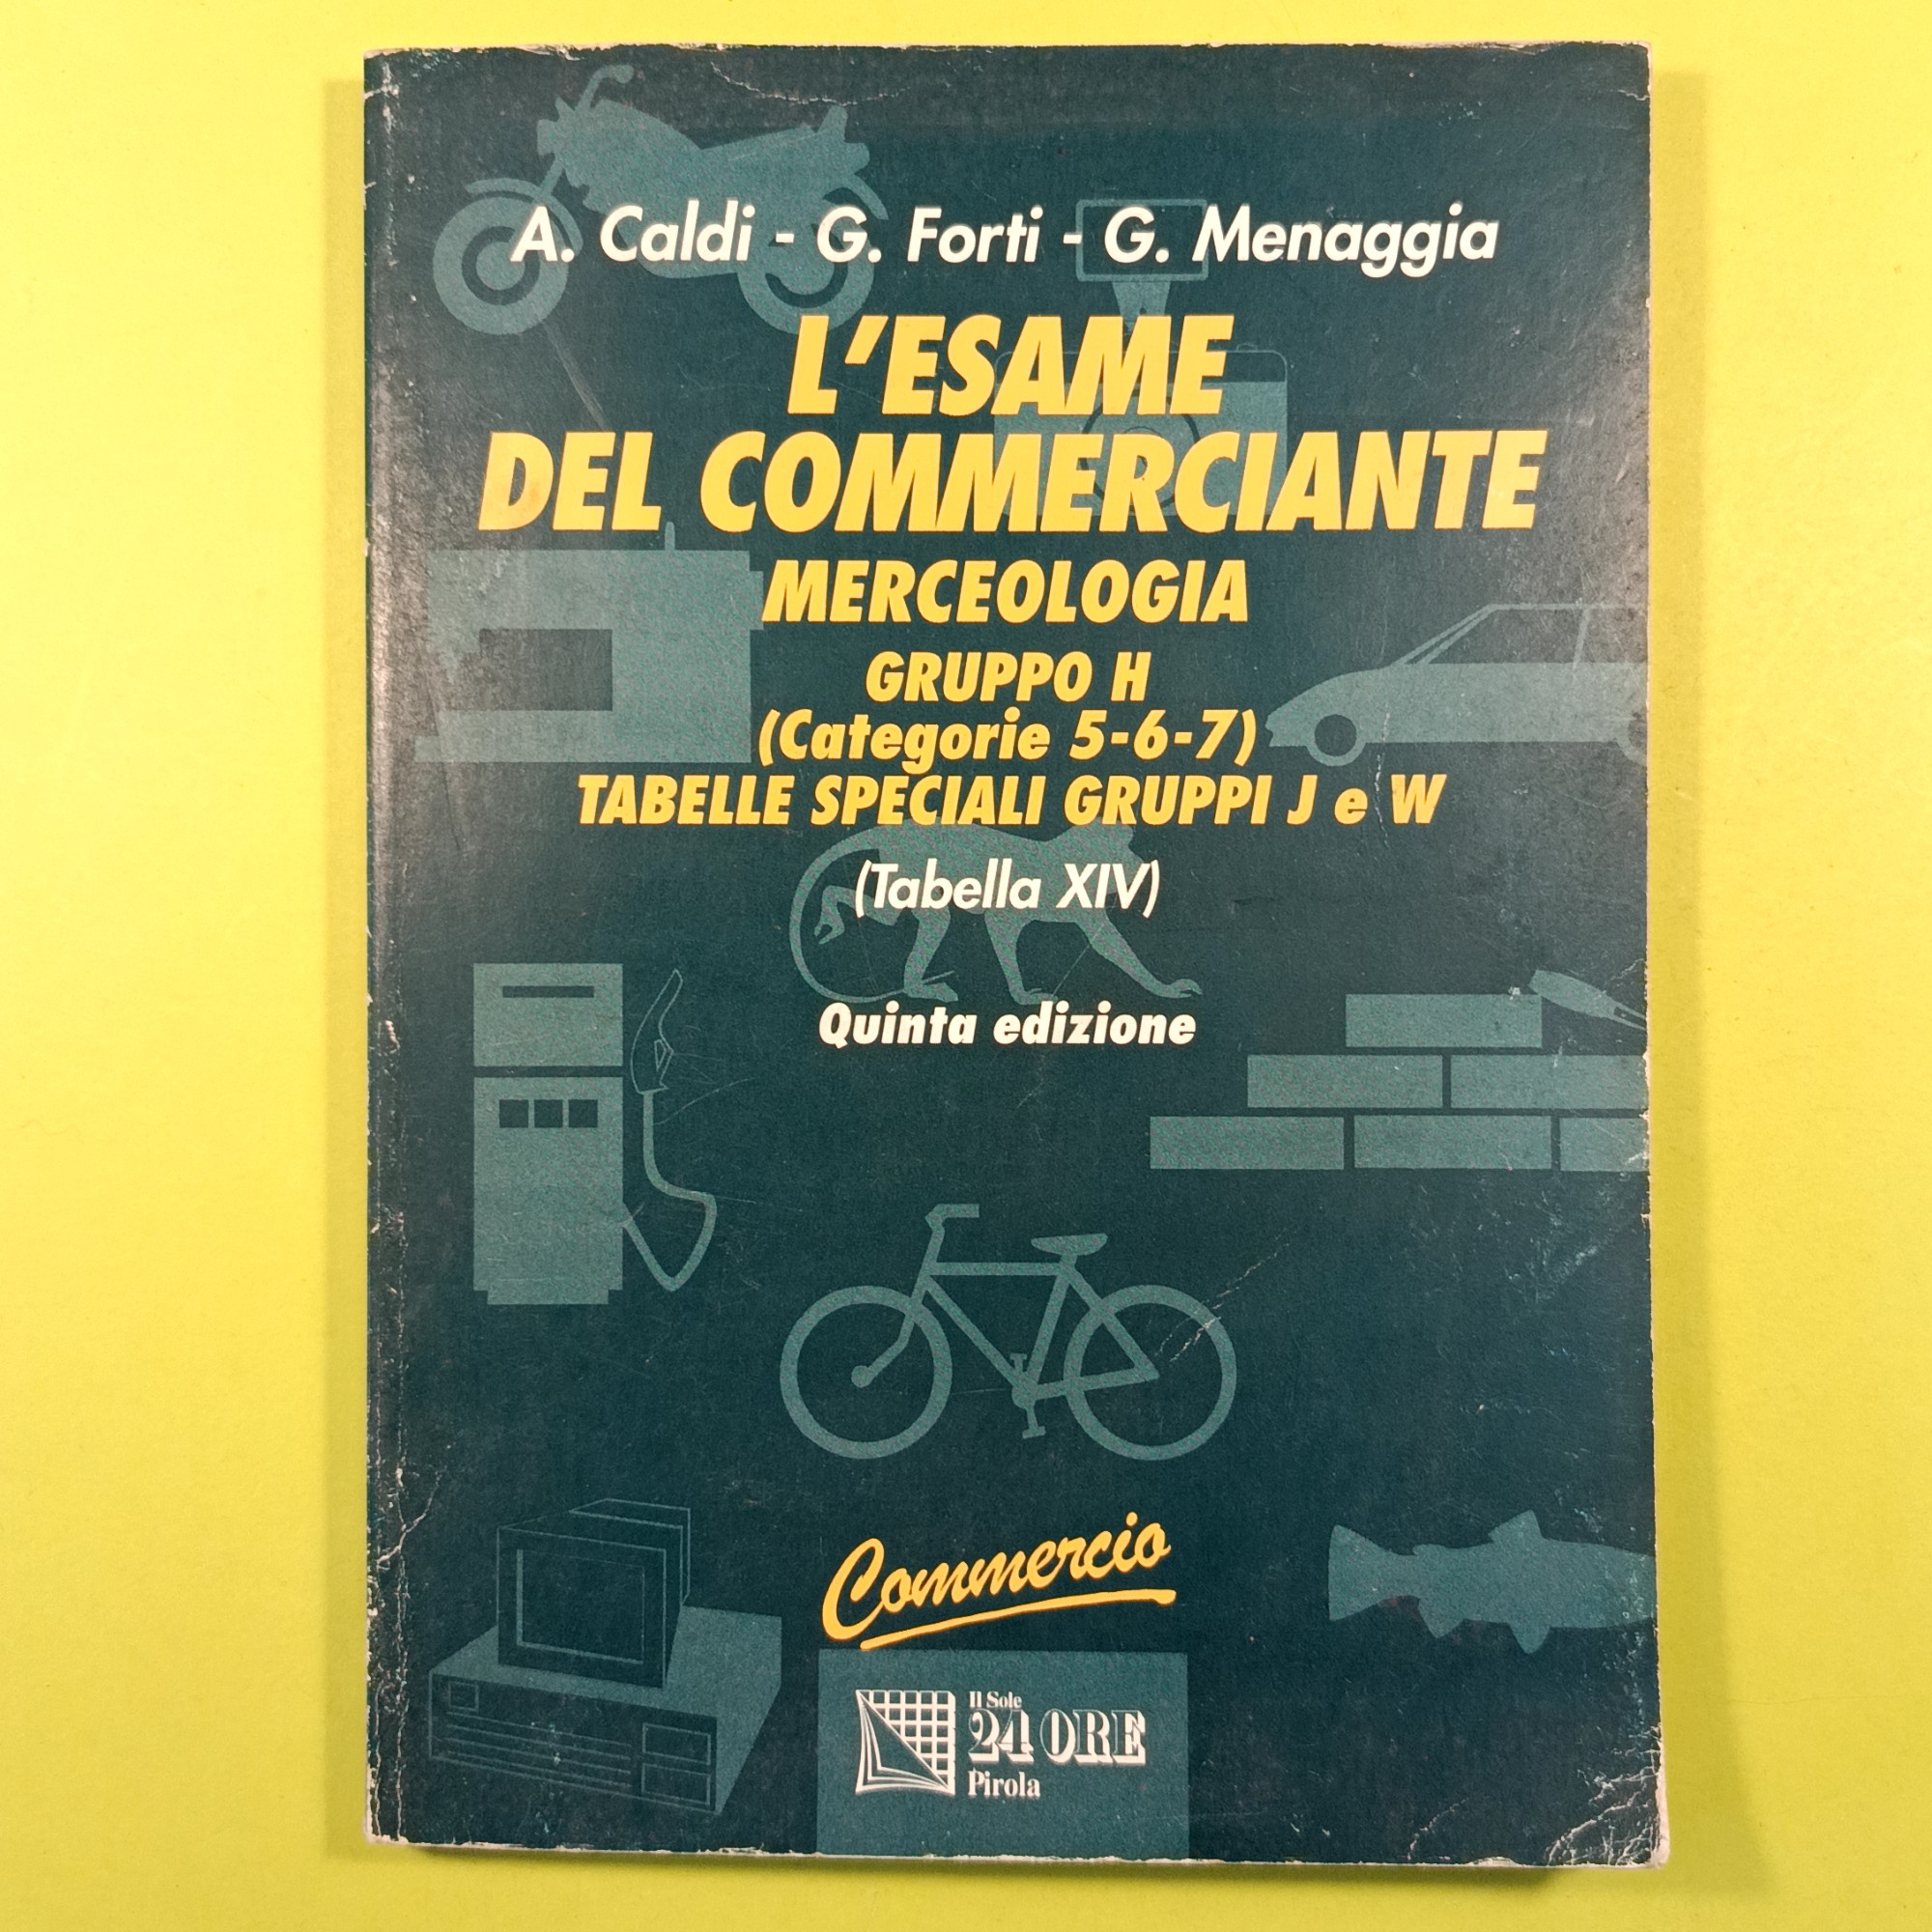 A. Caldi - G. Forti - G. Menaggia
L'ESAME
DEL COMMERCIANTE
MERCEOLOGIA
GRUPPO H
(Categorie 5-6-7)
TABELLE SPECIALI GRUPPI J e W
(Tabella XIV)
Quinta edizione
Commercio
Il Sole
24 ORE
Pirola